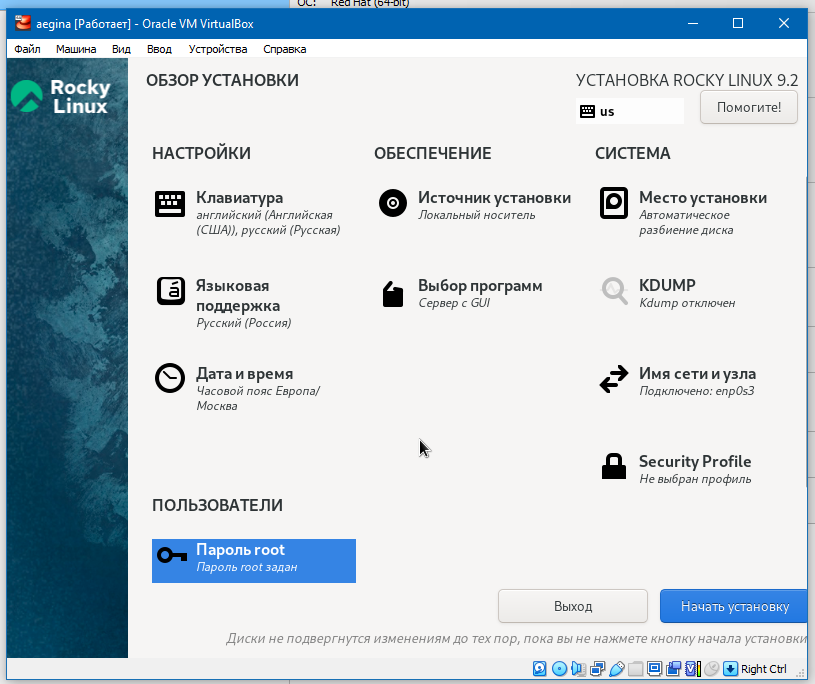 ОС: Red Hat (64-bit)
aegina [Работает] - Oracle VM VirtualBox
Файл Машина Вид Ввод Устройства Справка
Rocky
Linux
ОБЗОР УСТАНОВКИ
УСТАНОВКА ROCKY LINUX 9.2
us
Помогите!
НАСТРОЙКИ
Клавиатура
английский (Английская
(США)), русский (Русская)
Языковая
поддержка
Русский (Россия)
Дата и время
Часовой пояс Европа/
Москва
ОБЕСПЕЧЕНИЕ
Источник установки
Локальный носитель
Выбор программ
Сервер с GUI
СИСТЕМА
Место установки
Автоматическое
разбиение диска
KDUMP
Kdump отключен
Имя сети и узла
Подключено: enp0s3
Security Profile
Не выбран профиль
ПОЛЬЗОВАТЕЛИ
Пароль root
Пароль root задан
Выход
Начать установку
Диски не подвергнутся изменениям до тех пор, пока вы не нажмете кнопку начала установки
Right Ctrl